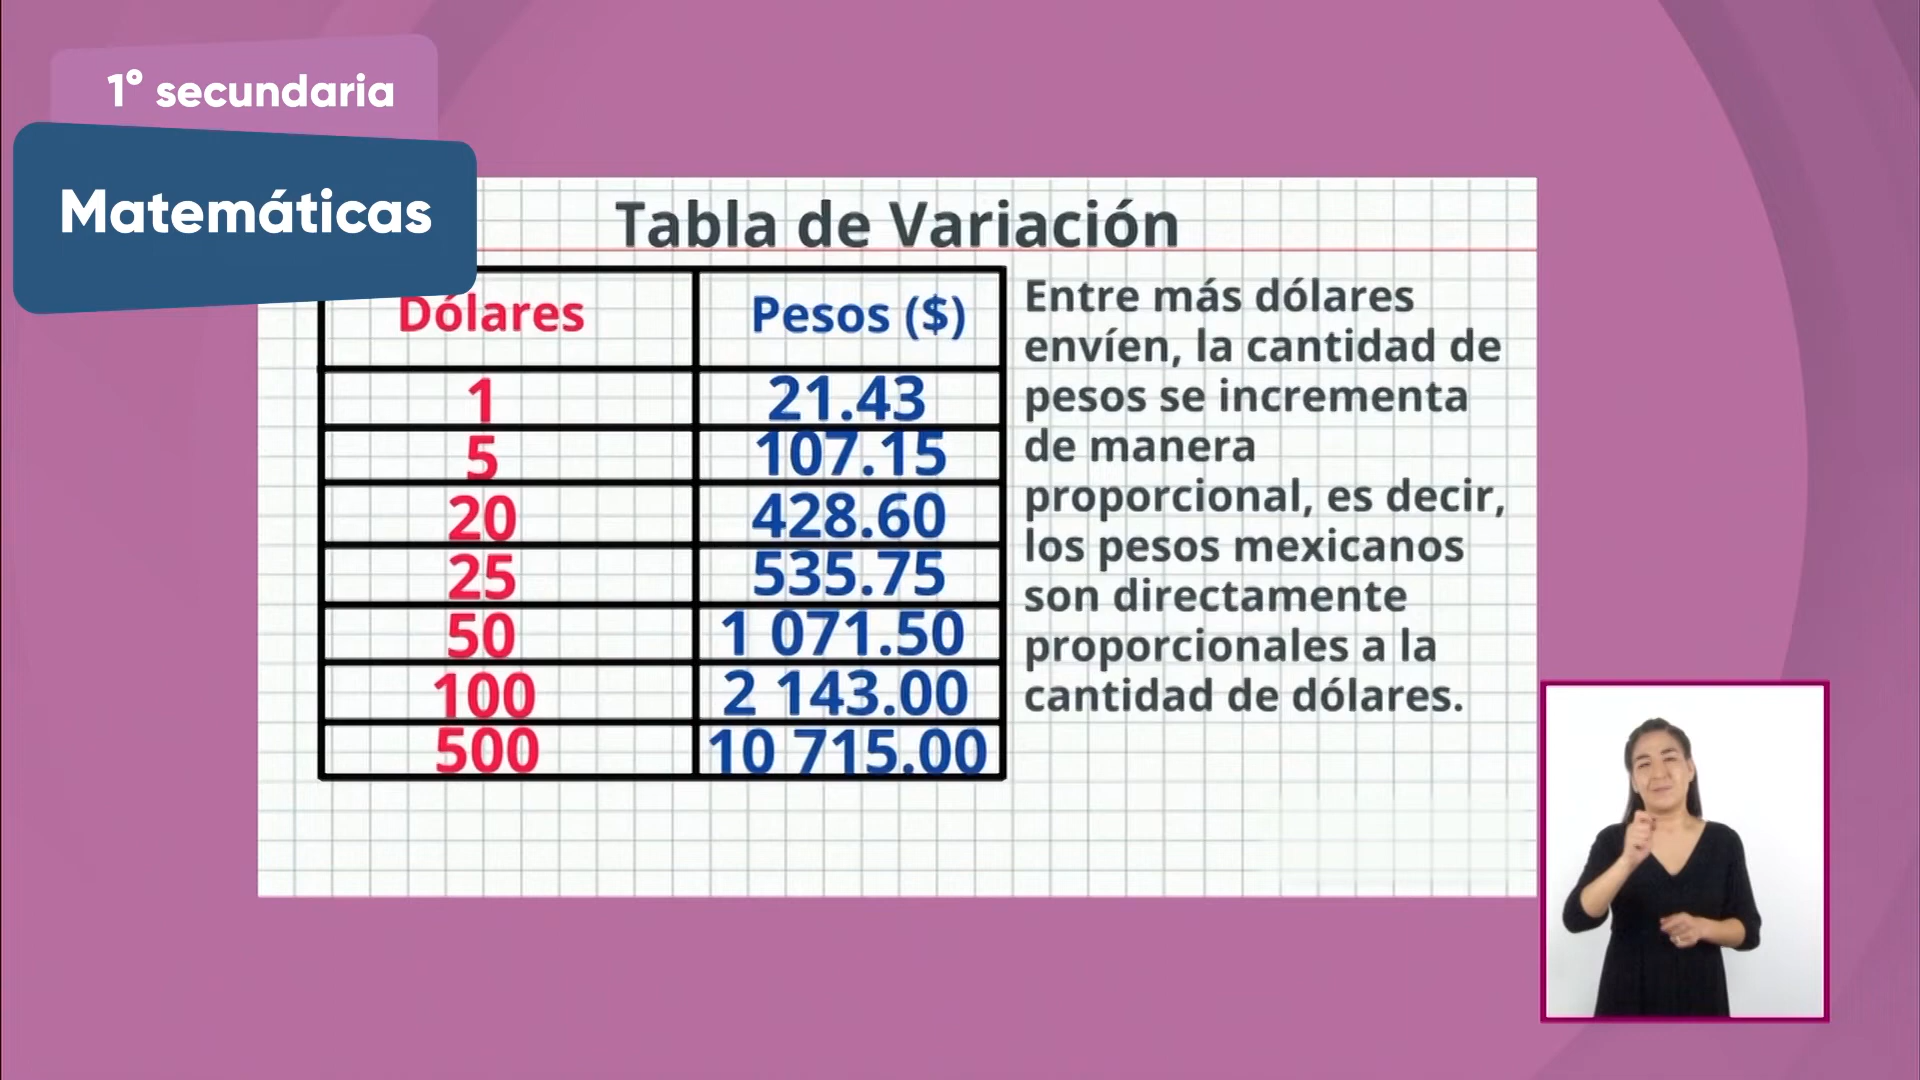 1° secundaria
Matemáticas
Tabla de Variación
Dólares Pesos ($)
1 21.43
5 107.15
20 428.60
25 535.75
50 1 071.50
100 2 143.00
500 10 715.00
Entre más dólares
envíen, la cantidad de
pesos se incrementa
de manera
proporcional, es decir,
los pesos mexicanos
son directamente
proporcionales a la
cantidad de dólares.